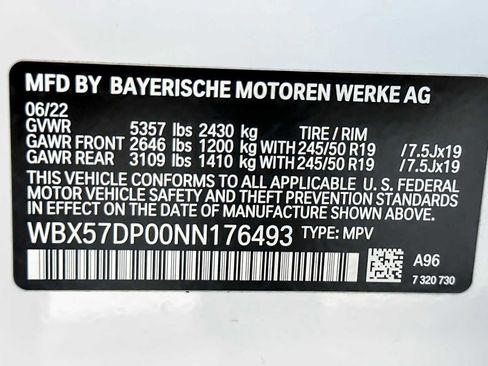 MFD BY BAYERISCHE MOTOREN WERKE AG
06/22
GVWR 5357 lbs 2430 kg TIRE / RIM
GAWR FRONT 2646 lbs 1200 kg WITH 245/50 R19 /7.5Jx19
GAWR REAR 3109 lbs 1410 kg WITH 245/50 R19 /7.5Jx19
THIS VEHICLE CONFORMS TO ALL APPLICABLE U. S. FEDERAL
MOTOR VEHICLE SAFETY AND THEFT PREVENTION STANDARDS
IN EFFECT ON THE DATE OF MANUFACTURE SHOWN ABOVE.
WBX57DP00NN176493 TYPE: MPV
A96
7 320 730